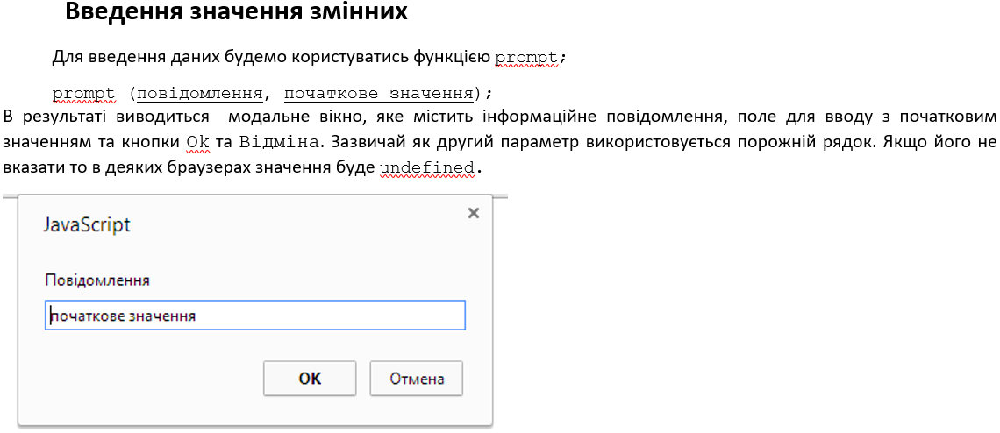 Введення значення змінних
Для введення даних будемо користуватись функцією prompt;
prompt (повідомлення, початкове значення);
В результаті виводиться модальне вікно, яке містить інформаційне повідомлення, поле для вводу з початковим
значенням та кнопки Ok та Відміна. Зазвичай як другий параметр використовується порожній рядок. Якщо його не
вказати то в деяких браузерах значення буде undefined.
JavaScript
Повідомлення
початкове значення
OK Отмена